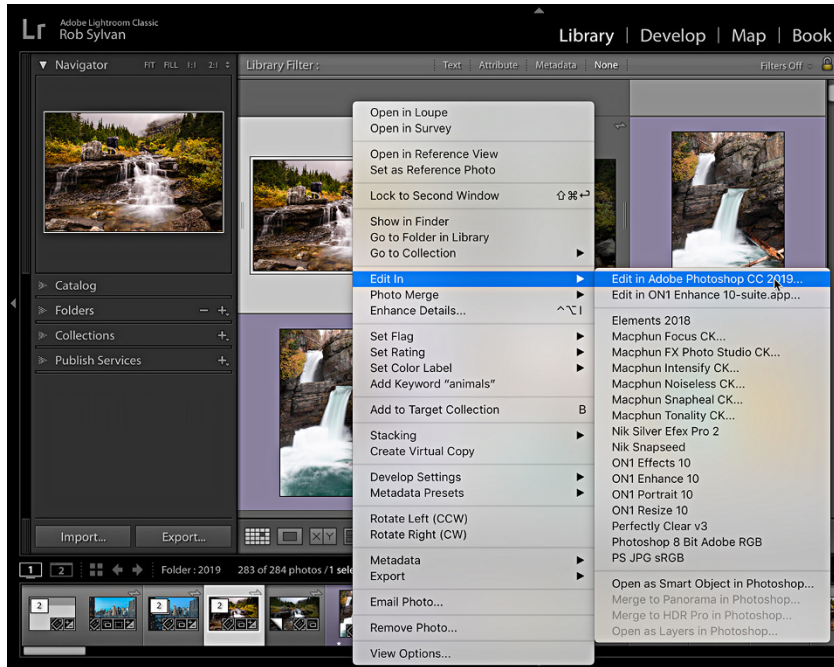 Lr
Adobe Lightroom Classic
Rob Sylvan
Library | Develop | Map | Book
Navigator FIT FILL 1:1 2:1
Library Filter : Text Attribute Metadata None Filters Off
Catalog
Folders − +
Collections +
Publish Services +
Import... Export...
Open in Loupe
Open in Survey
Open in Reference View
Set as Reference Photo
Lock to Second Window ⇧⌘↩
Show in Finder
Go to Folder in Library
Go to Collection
Edit In
Photo Merge
Enhance Details... ^⌥I
Set Flag
Set Rating
Set Color Label
Add Keyword “animals”
Add to Target Collection B
Stacking
Create Virtual Copy
Develop Settings
Metadata Presets
Rotate Left (CCW)
Rotate Right (CW)
Metadata
Export
Email Photo...
Remove Photo...
View Options...
Edit in Adobe Photoshop CC 2019...
Edit in ON1 Enhance 10-suite.app...
Elements 2018
Macphun Focus CK...
Macphun FX Photo Studio CK...
Macphun Intensify CK...
Macphun Noiseless CK...
Macphun Snapheal CK...
Macphun Tonality CK...
Nik Silver Efex Pro 2
Nik Snapseed
ON1 Effects 10
ON1 Enhance 10
ON1 Portrait 10
ON1 Resize 10
Perfectly Clear v3
Photoshop 8 Bit Adobe RGB
PS JPG sRGB
Open as Smart Object in Photoshop...
Merge to Panorama in Photoshop...
Merge to HDR Pro in Photoshop...
Open as Layers in Photoshop...
X Y
1 2 Folder : 2019 283 of 284 photos / 1 sele
2 2 2